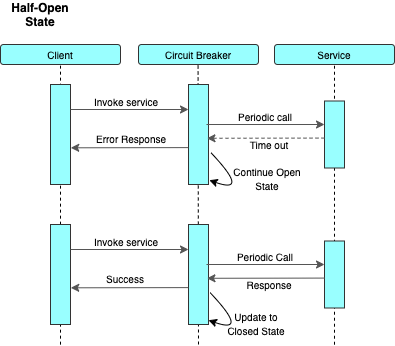 Half-Open
State
Client
Circuit Breaker
Service
Invoke service
Periodic call
Error Response
Time out
Continue Open
State
Invoke service
Periodic Call
Success
Response
Update to
Closed State